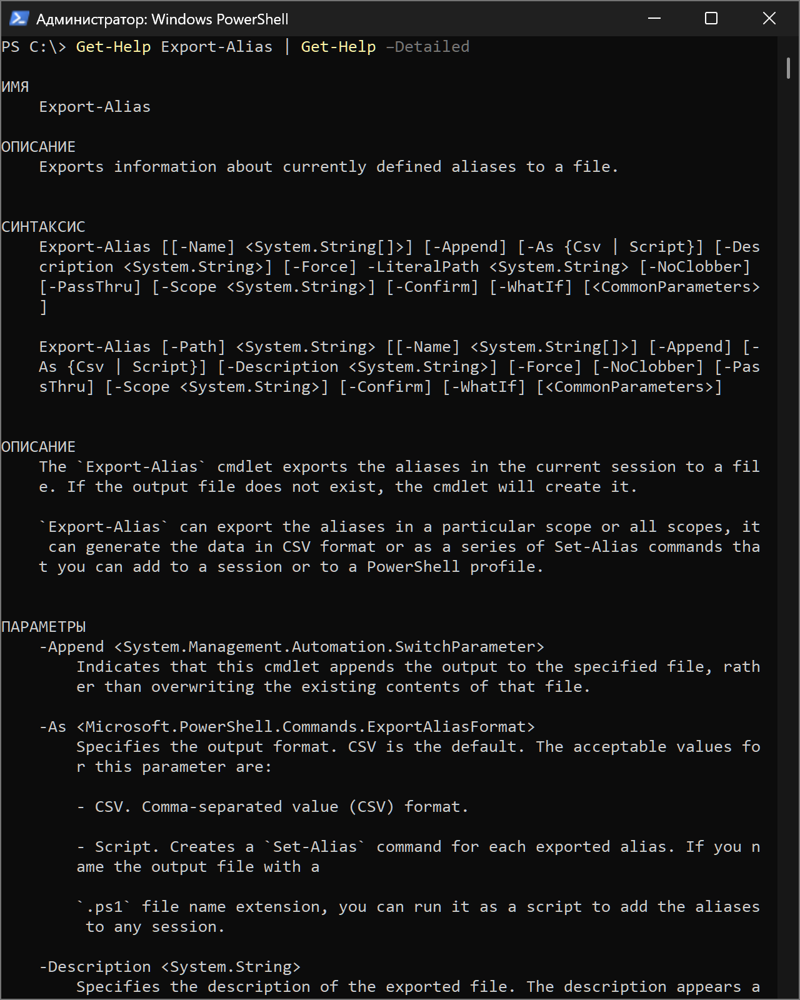 Администратор: Windows PowerShell
PS C:\> Get-Help Export-Alias | Get-Help –Detailed
ИМЯ
Export-Alias
ОПИСАНИЕ
Exports information about currently defined aliases to a file.
СИНТАКСИС
Export-Alias [[-Name] <System.String[]>] [-Append] [-As {Csv | Script}] [-Des
cription <System.String>] [-Force] -LiteralPath <System.String> [-NoClobber]
[-PassThru] [-Scope <System.String>] [-Confirm] [-WhatIf] [<CommonParameters>
]
Export-Alias [-Path] <System.String> [[-Name] <System.String[]>] [-Append] [-
As {Csv | Script}] [-Description <System.String>] [-Force] [-NoClobber] [-Pas
sThru] [-Scope <System.String>] [-Confirm] [-WhatIf] [<CommonParameters>]
ОПИСАНИЕ
The `Export-Alias` cmdlet exports the aliases in the current session to a fil
e. If the output file does not exist, the cmdlet will create it.
`Export-Alias` can export the aliases in a particular scope or all scopes, it
can generate the data in CSV format or as a series of Set-Alias commands tha
t you can add to a session or to a PowerShell profile.
ПАРАМЕТРЫ
-Append <System.Management.Automation.SwitchParameter>
Indicates that this cmdlet appends the output to the specified file, rath
er than overwriting the existing contents of that file.
-As <Microsoft.PowerShell.Commands.ExportAliasFormat>
Specifies the output format. CSV is the default. The acceptable values fo
r this parameter are:
- CSV. Comma-separated value (CSV) format.
- Script. Creates a `Set-Alias` command for each exported alias. If you n
ame the output file with a
`.ps1` file name extension, you can run it as a script to add the aliases
to any session.
-Description <System.String>
Specifies the description of the exported file. The description appears a